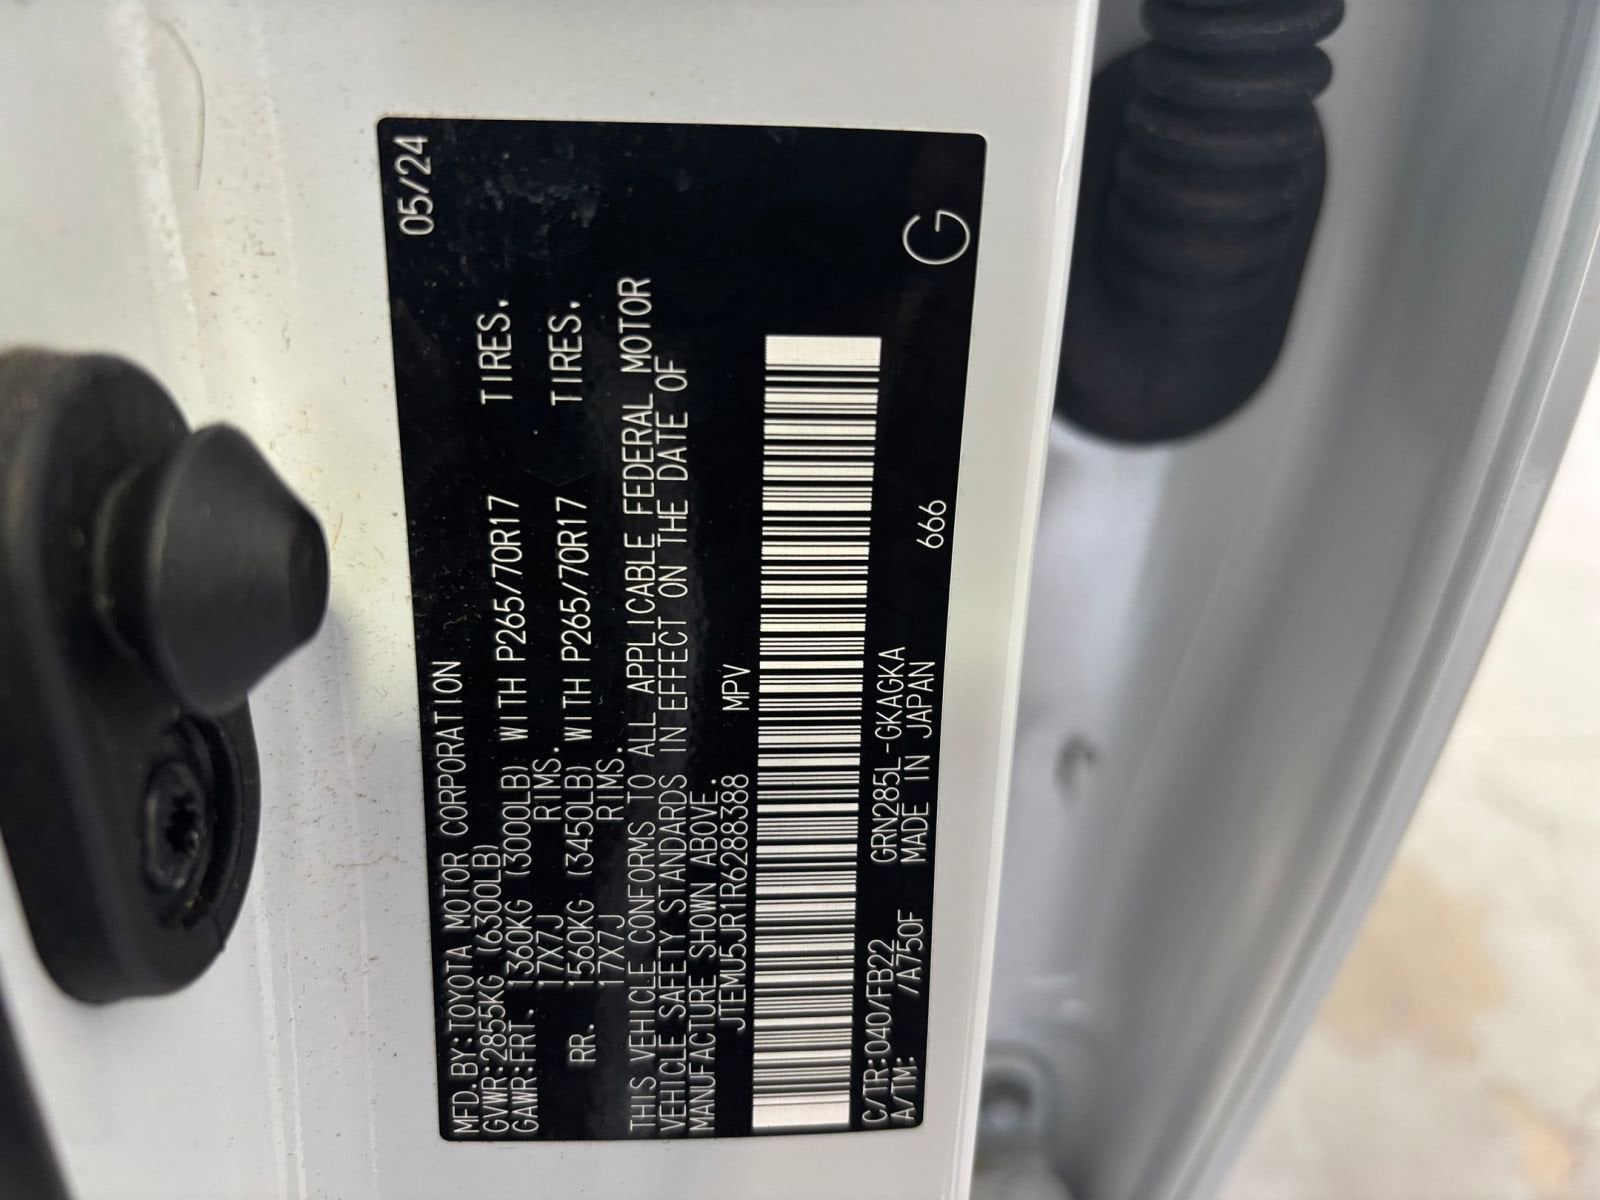 MFD.BY:TOYOTA MOTOR CORPORATION 05/24
GVWR:2855KG (6300LB)
GAWR:FRT. 1360KG (3000LB) WITH P265/70R17 TIRES.
17X7J RIMS.
RR. 1560KG (3450LB) WITH P265/70R17 TIRES.
17X7J RIMS.
THIS VEHICLE CONFORMS TO ALL APPLICABLE FEDERAL MOTOR
VEHICLE SAFETY STANDARDS IN EFFECT ON THE DATE OF
MANUFACTURE SHOWN ABOVE.
JTEMU5JR1R6288388 MPV
C/TR:040/FB22 GRN285L-GKAGKA
A/TM: /A750F MADE IN JAPAN 666
G